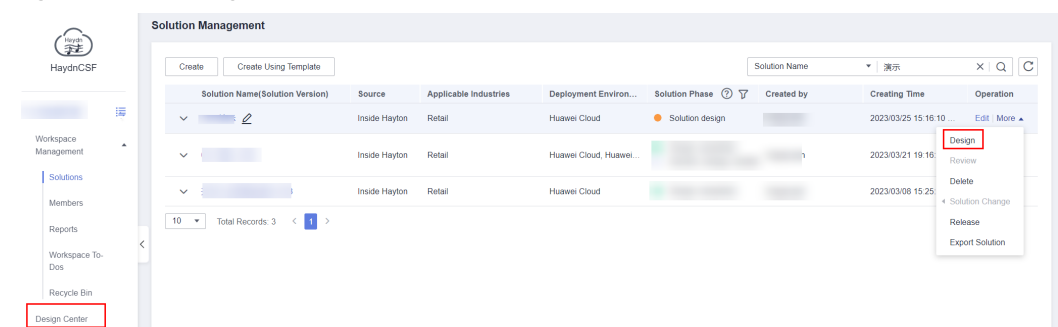 Solution Management
Haydn
HaydnCSF
Create Create Using Template Solution Name 演示
Solution Name(Solution Version) Source Applicable Industries Deployment Environ... Solution Phase Created by Creating Time Operation
Inside Hayton Retail Huawei Cloud Solution design 2023/03/25 15:16:10 ... Edit More
Inside Hayton Retail Huawei Cloud, Huawei... 2023/03/21 19:16:
Inside Hayton Retail Huawei Cloud 2023/03/08 15:25:
10 Total Records: 3 < 1 >
Design
Review
Delete
Solution Change
Release
Export Solution
Workspace
Management
Solutions
Members
Reports
Workspace To-
Dos
Recycle Bin
Design Center